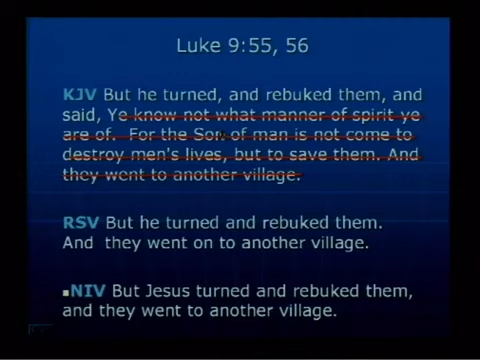 Luke 9:55, 56
KJV But he turned, and rebuked them, and
said, Ye know not what manner of spirit ye
are of. For the Son of man is not come to
destroy men's lives, but to save them. And
they went to another village.
RSV But he turned and rebuked them.
And they went on to another village.
NIV But Jesus turned and rebuked them,
and they went to another village.